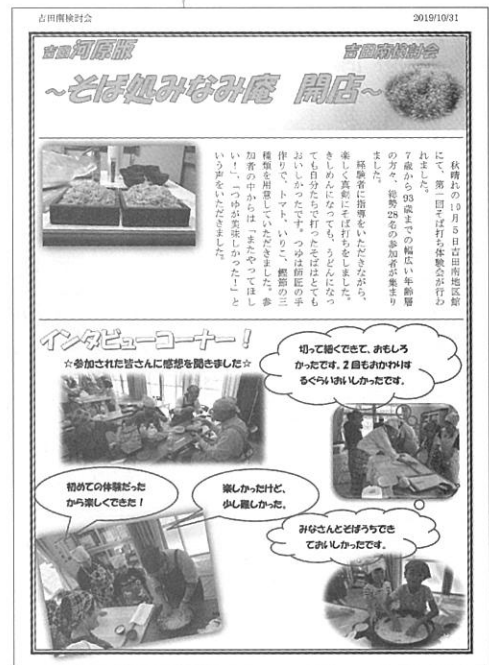 吉田南検討会
2019/10/31
吉田河原版
吉田南検討会
～そば処みなみ庵 開店～
秋晴れの10月5日吉田南地区館
にて、第一回そば打ち体験会が行わ
れました。
7歳から93歳までの幅広い年齢層
の方々、総勢28名の参加者が集まり
ました。
経験者に指導をいただきながら、
楽しく真剣にそば打ちをしました。
きしめんになっても、うどんになっ
ても自分たちで打ったそばはとても
おいしかったです。つゆは師匠の手
作りで、トマト、いりこ、鰹節の三
種類を用意していただきました。参
加者の中からは「またやってほし
い！」、「つゆが美味しかった！」と
いう声をいただきました。
インタビューコーナー！
☆参加された皆さんに感想を聞きました☆
切って細くできて、おもしろ
かったです。2回もおかわりす
るぐらいおいしかったです。
初めての体験だった
から楽しくできた！
楽しかったけど、
少し難しかった。
みなさんとそばうちでき
ておいしかったです。